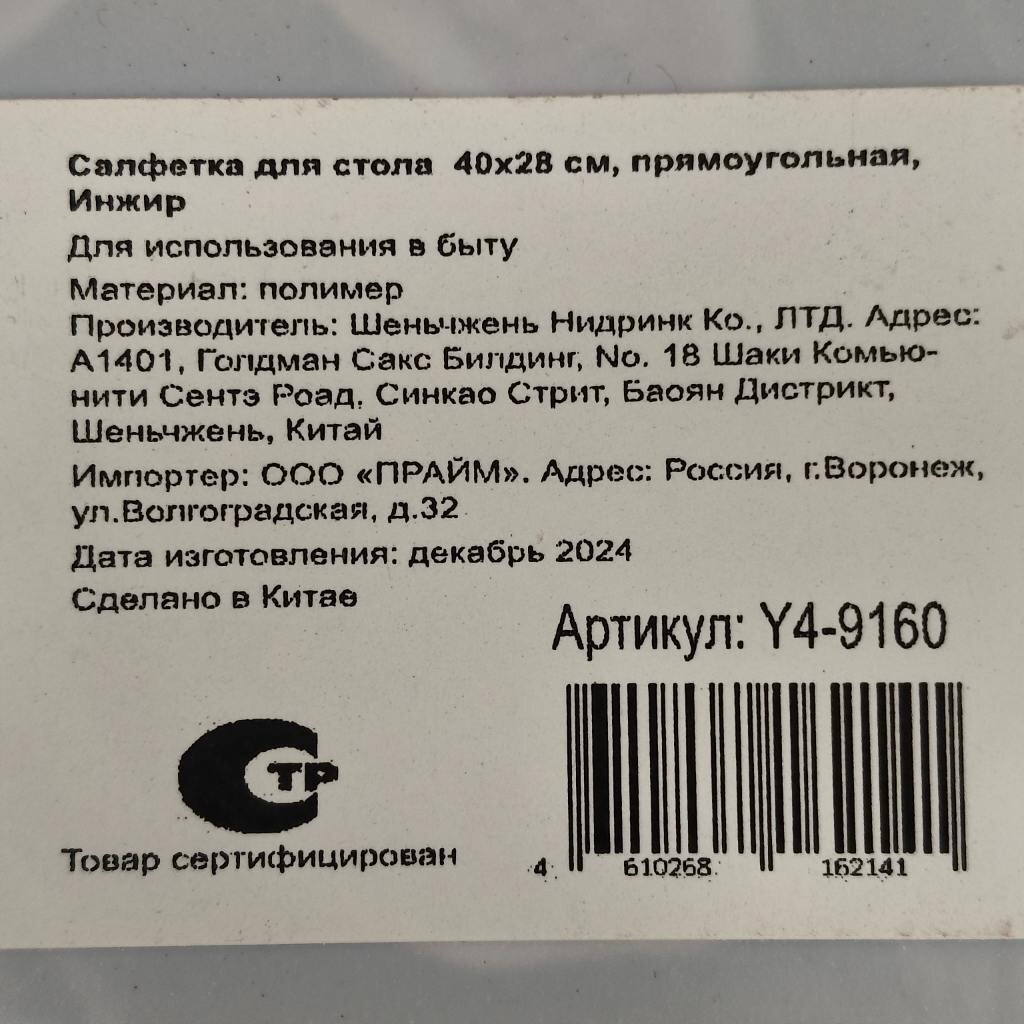 Салфетка для стола 40х28 см, прямоугольная,
Инжир
Для использования в быту
Материал: полимер
Производитель: Шеньчжень Нидринк Ко., ЛТД. Адрес:
А1401, Голдман Сакс Билдинг, No. 18 Шаки Комью-
нити Сентэ Роад, Синкао Стрит, Баоян Дистрикт,
Шеньчжень, Китай
Импортер: ООО «ПРАЙМ». Адрес: Россия, г.Воронеж,
ул.Волгоградская, д.32
Дата изготовления: декабрь 2024
Сделано в Китае
Артикул: Y4-9160
СТР
Товар сертифицирован
4 610268 162141